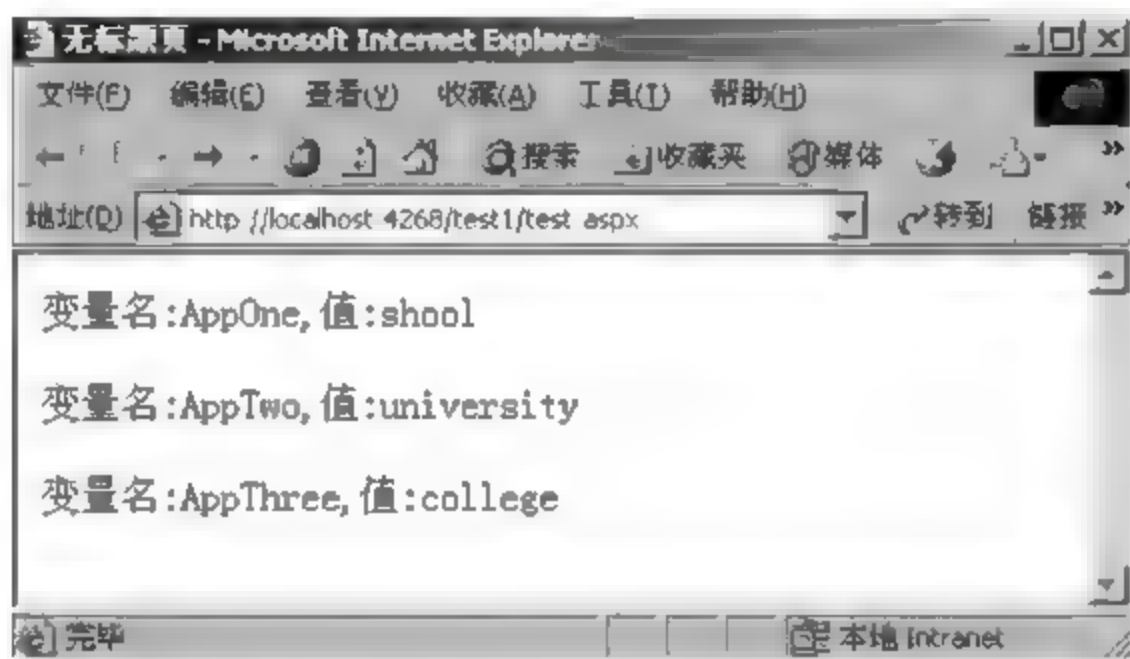 无标题页 - Microsoft Internet Explorer
文件(F) 编辑(E) 查看(V) 收藏(A) 工具(T) 帮助(H)
搜索 收藏夹 媒体 »
地址(D) http://localhost:4268/test1/test.aspx 转到 链接 »
变量名:AppOne,值:shool
变量名:AppTwo,值:university
变量名:AppThree,值:college
完毕 本地 Intranet